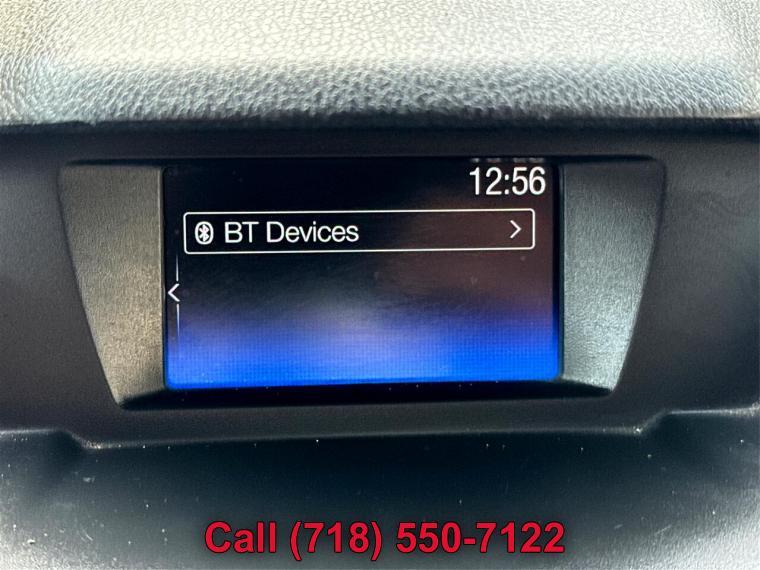 12:56
BT Devices
Call (718) 550-7122